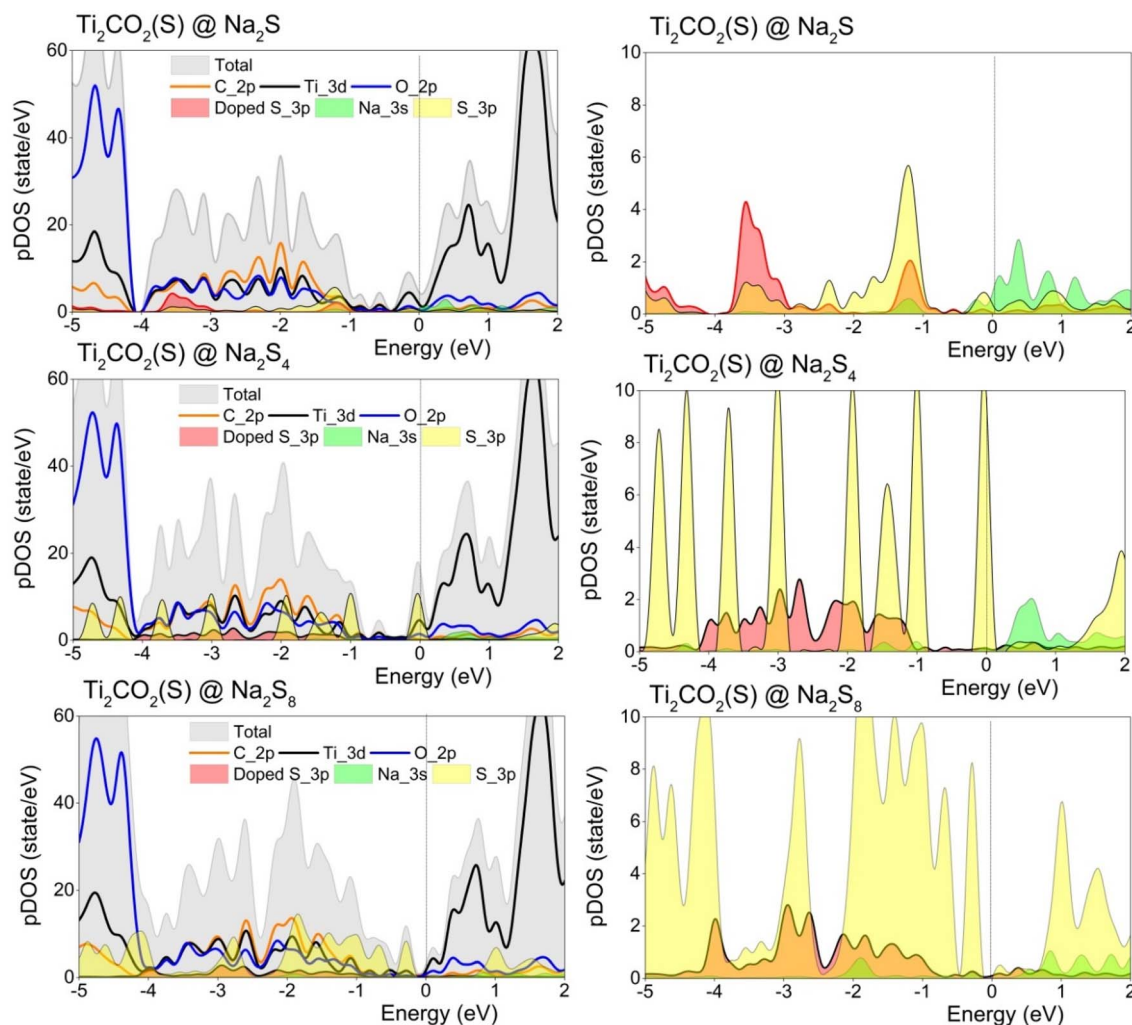 Ti₂CO₂(S) @ Na₂S
pDOS (state/eV)
60
40
20
0
Total
C_2p Ti_3d O_2p
Doped S_3p Na_3s S_3p
-5 -4 -3 -2 -1 0 1 2
Energy (eV)
Ti₂CO₂(S) @ Na₂S
pDOS (state/eV)
10
8
6
4
2
0
-5 -4 -3 -2 -1 0 1 2
Energy (eV)
Ti₂CO₂(S) @ Na₂S₄
pDOS (state/eV)
60
40
20
0
Total
C_2p Ti_3d O_2p
Doped S_3p Na_3s S_3p
-5 -4 -3 -2 -1 0 1 2
Energy (eV)
Ti₂CO₂(S) @ Na₂S₄
pDOS (state/eV)
10
8
6
4
2
0
-5 -4 -3 -2 -1 0 1 2
Energy (eV)
Ti₂CO₂(S) @ Na₂S₈
pDOS (state/eV)
60
40
20
0
Total
C_2p Ti_3d O_2p
Doped S_3p Na_3s S_3p
-5 -4 -3 -2 -1 0 1 2
Energy (eV)
Ti₂CO₂(S) @ Na₂S₈
pDOS (state/eV)
10
8
6
4
2
0
-5 -4 -3 -2 -1 0 1 2
Energy (eV)